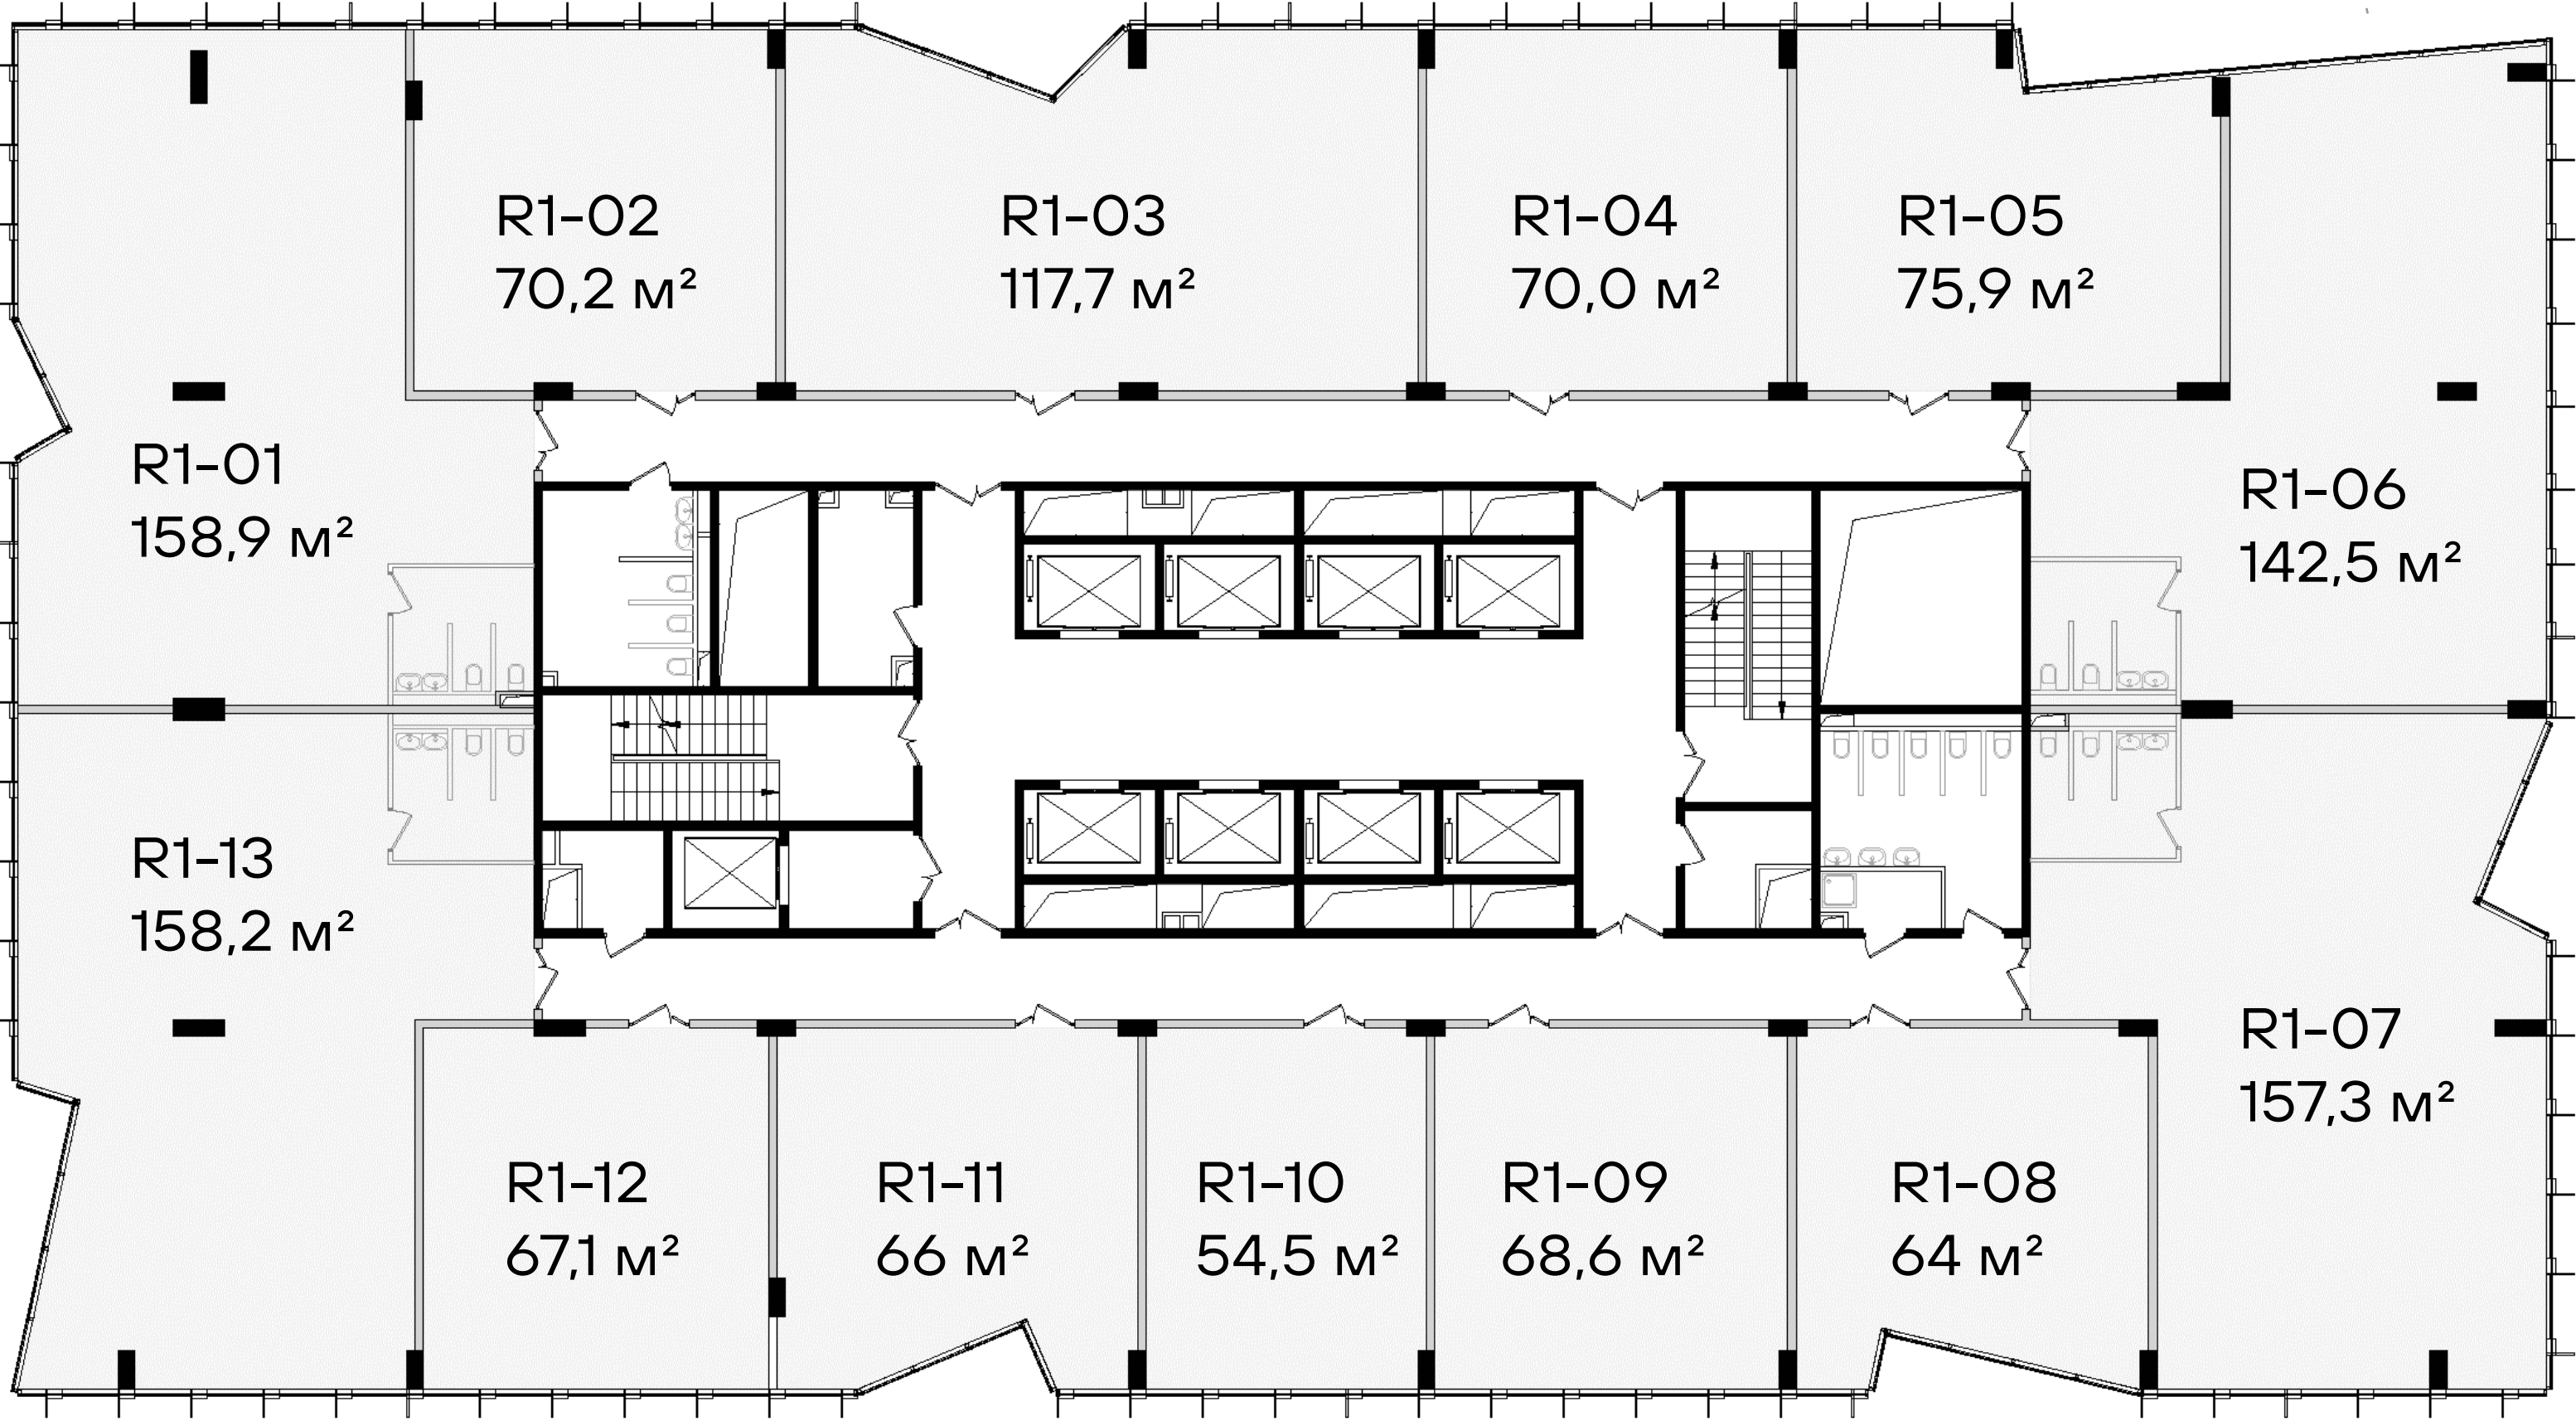 R1-02
70,2 м²
R1-03
117,7 м²
R1-04
70,0 м²
R1-05
75,9 м²
R1-01
158,9 м²
R1-06
142,5 м²
R1-13
158,2 м²
R1-07
157,3 м²
R1-12
67,1 м²
R1-11
66 м²
R1-10
54,5 м²
R1-09
68,6 м²
R1-08
64 м²